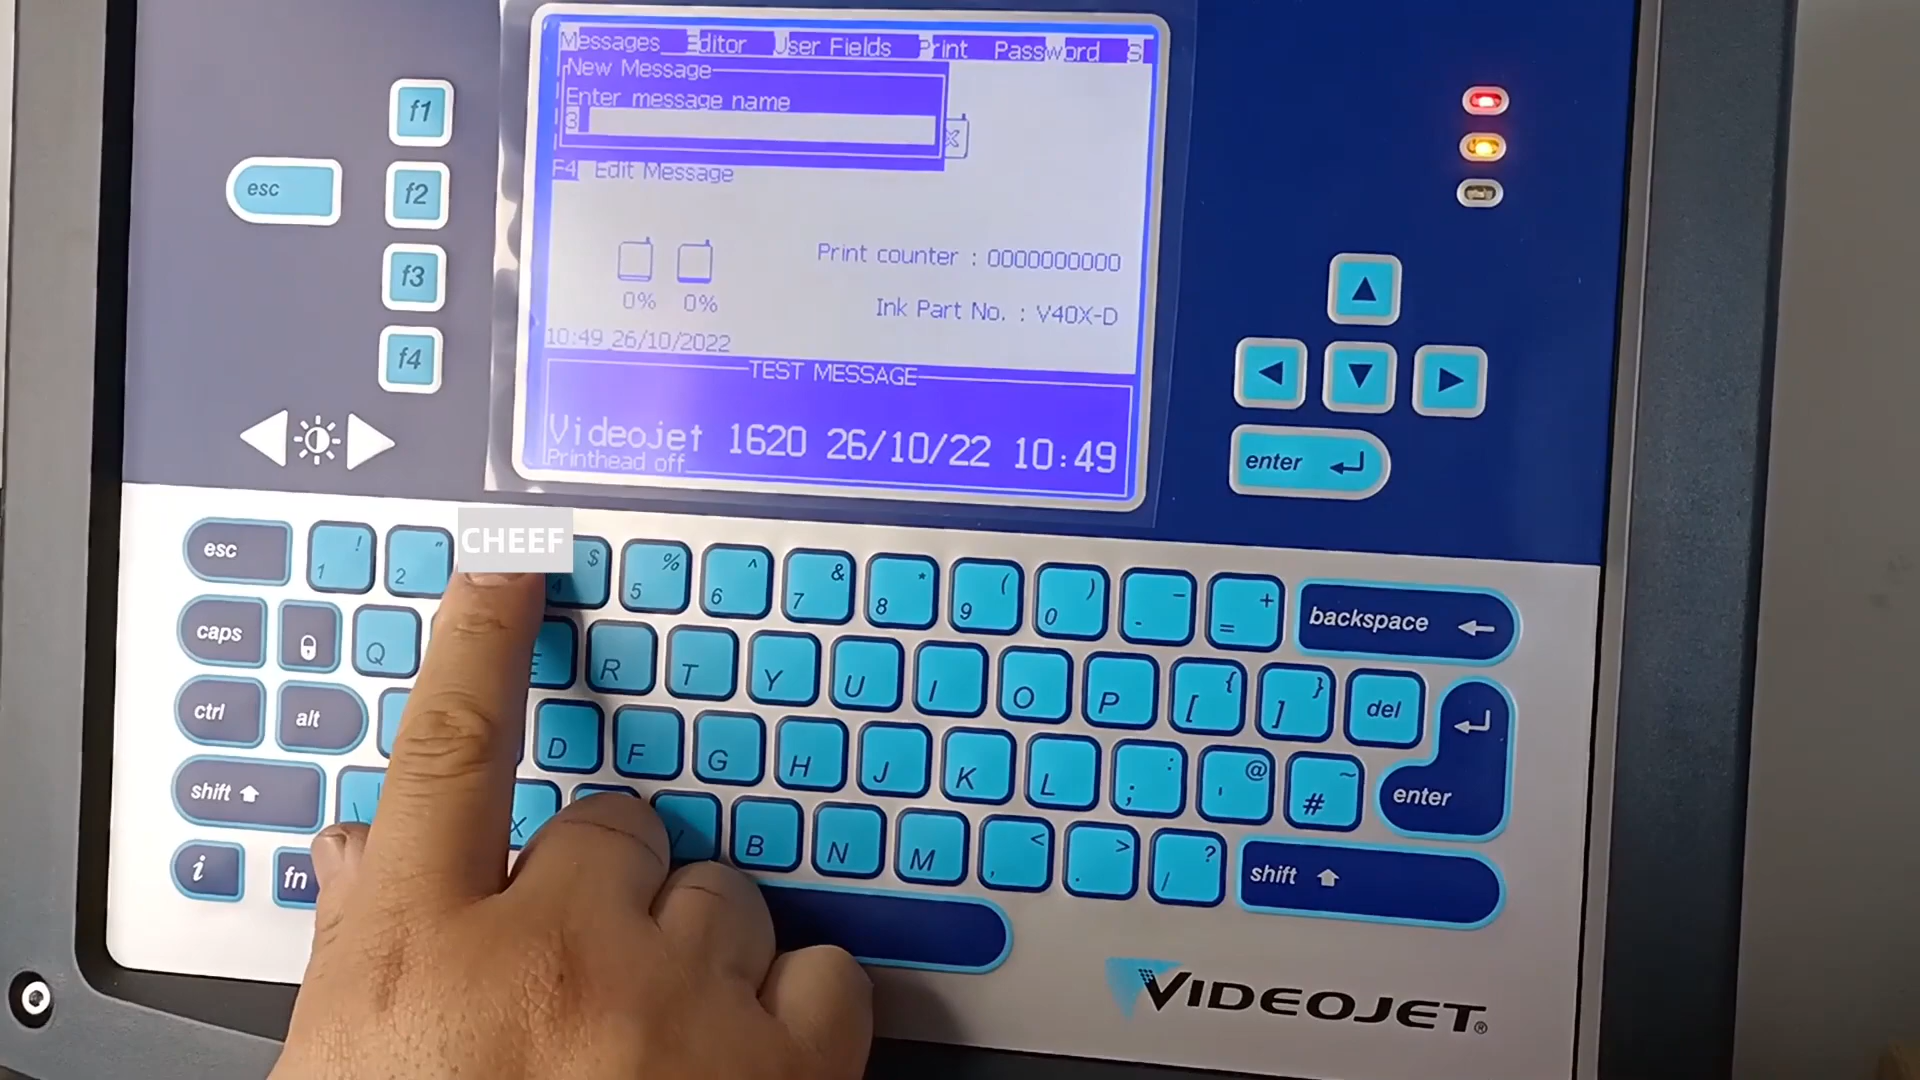 Messages Editor User Fields Print Password S
New Message
Enter message name
3
F4 Edit Message
0% 0%
Print counter : 0000000000
Ink Part No. : V40X-D
10:49 26/10/2022
TEST MESSAGE
Videojet 1620 26/10/22 10:49
Printhead off
esc
f1
f2
f3
f4
enter
CHEEF
esc ! 1 " 2 $ 4 % 5 ^ 6 & 7 * 8 ( 9 ) 0 _ - + = backspace
caps Q E R T Y U I O P { [ } ] del
ctrl alt D F G H J K L : ; @ ' ~ # enter
shift | \ X V B N M < , > . ? / shift
i fn
VIDEOJET®